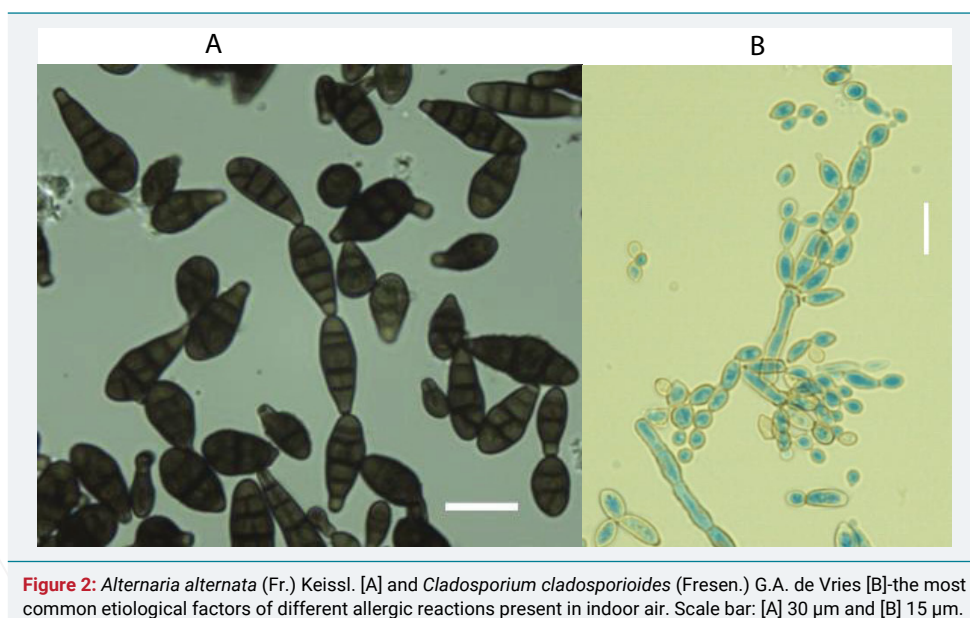 A B
Figure 2: Alternaria alternata (Fr.) Keissl. [A] and Cladosporium cladosporioides (Fresen.) G.A. de Vries [B]-the most
common etiological factors of different allergic reactions present in indoor air. Scale bar: [A] 30 µm and [B] 15 µm.